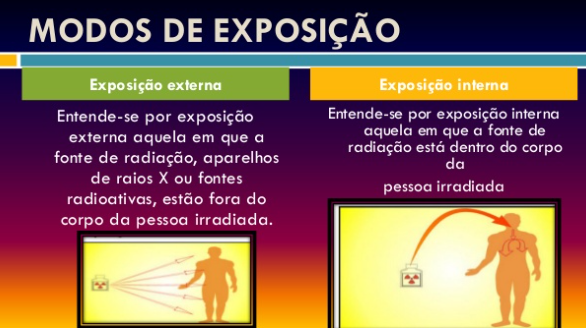 MODOS DE EXPOSIÇÃO
Exposição externa
Entende-se por exposição
externa aquela em que a
fonte de radiação, aparelhos
de raios X ou fontes
radioativas, estão fora do
corpo da pessoa irradiada.
Exposição interna
Entende-se por exposição interna
aquela em que a fonte de
radiação está dentro do corpo
da
pessoa irradiada